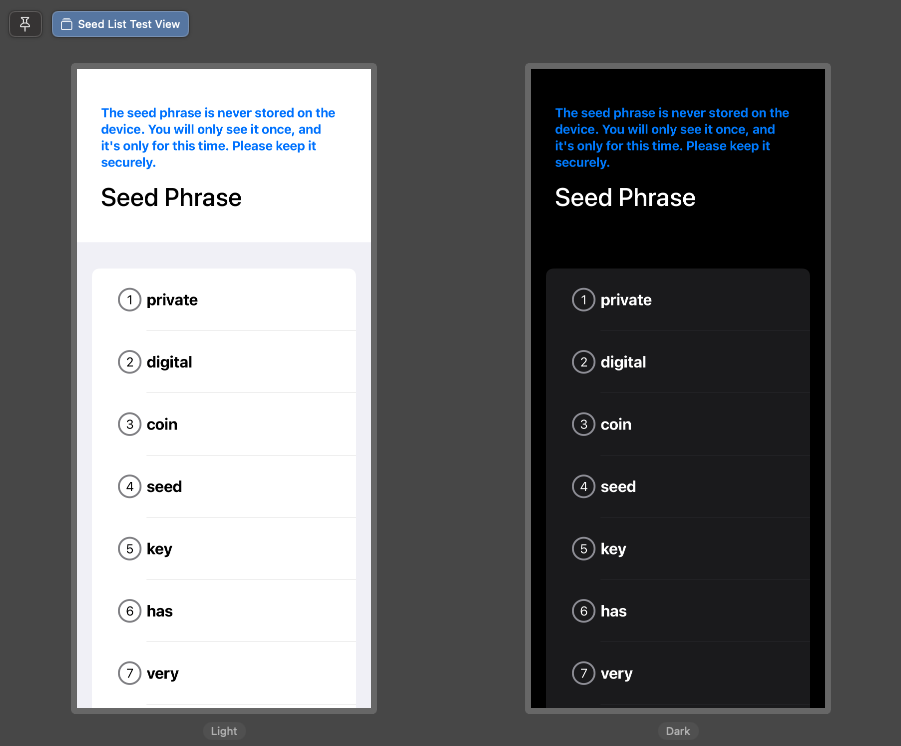 Seed List Test View
The seed phrase is never stored on the
device. You will only see it once, and
it's only for this time. Please keep it
securely.
Seed Phrase
1 private
2 digital
3 coin
4 seed
5 key
6 has
7 very
Light
The seed phrase is never stored on the
device. You will only see it once, and
it's only for this time. Please keep it
securely.
Seed Phrase
1 private
2 digital
3 coin
4 seed
5 key
6 has
7 very
Dark